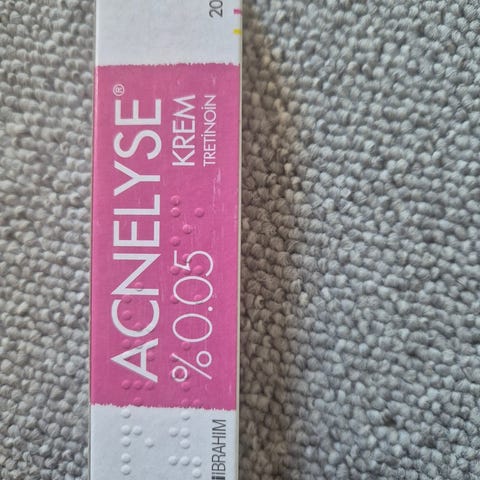 ACNELYSE®
%0.05 KREM
TRETİNOİN
İBRAHİM
20